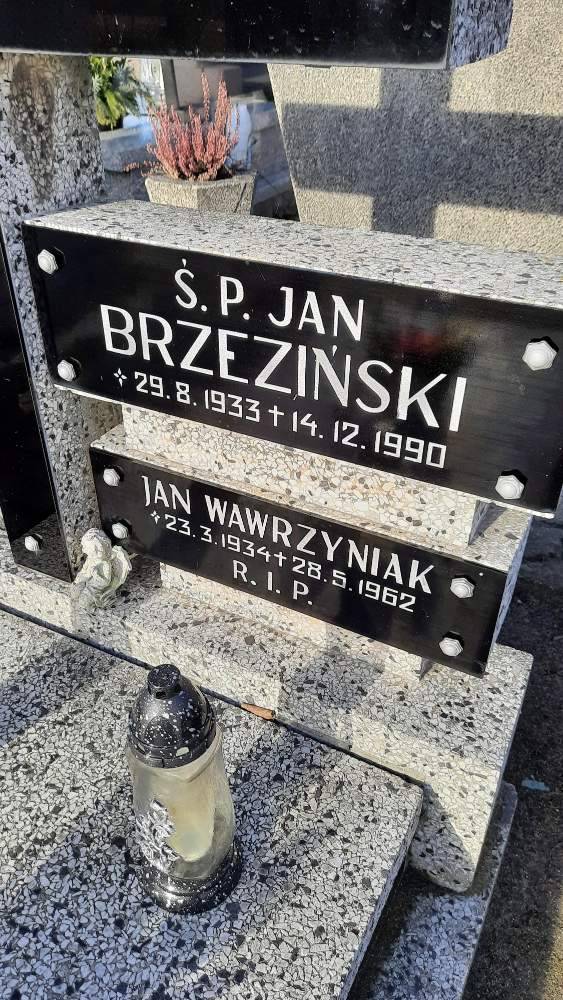 Ś. P. JAN
BRZEZIŃSKI
✧ 29. 8. 1933 ✝ 14. 12. 1990
JAN WAWRZYNIAK
✧ 23. 3. 1934 ✝ 28. 5. 1962
R. I. P.